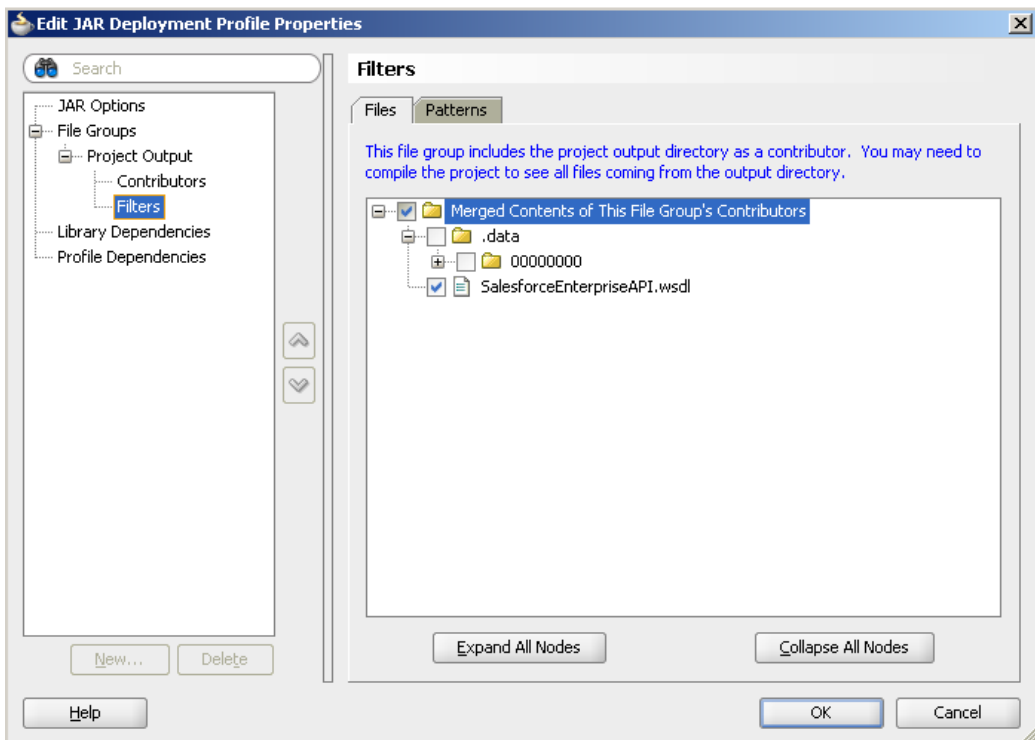 Edit JAR Deployment Profile Properties
Search
JAR Options
File Groups
Project Output
Contributors
Filters
Library Dependencies
Profile Dependencies
New...
Delete
Filters
Files
Patterns
This file group includes the project output directory as a contributor. You may need to
compile the project to see all files coming from the output directory.
Merged Contents of This File Group's Contributors
.data
00000000
SalesforceEnterpriseAPI.wsdl
Expand All Nodes
Collapse All Nodes
Help
OK
Cancel